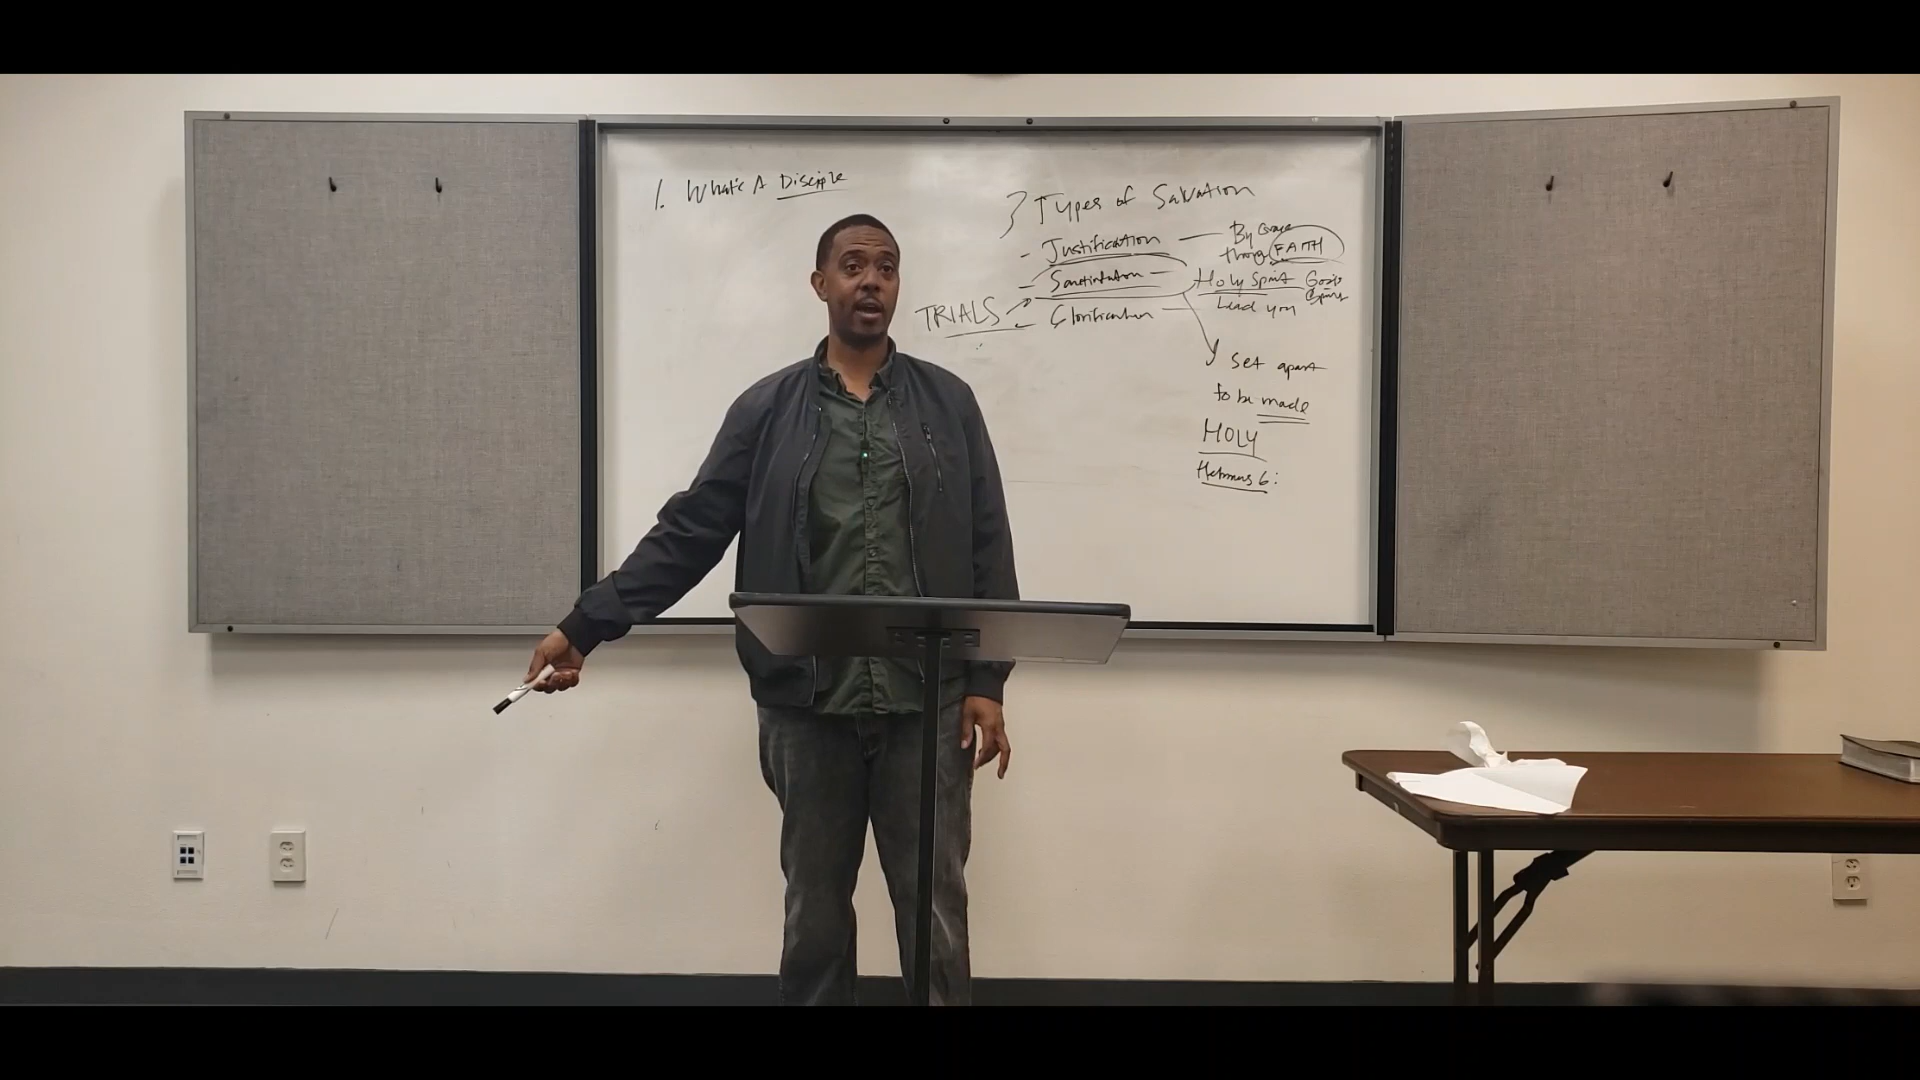 1. What's A Disciple
3 Types of Salvation
- Justification — By Grace
through FAITH
- Sanctification — Holy Spirit
Lead you
TRIALS - Glorification —
set apart
to be made
HOLY
Hebrews 6: